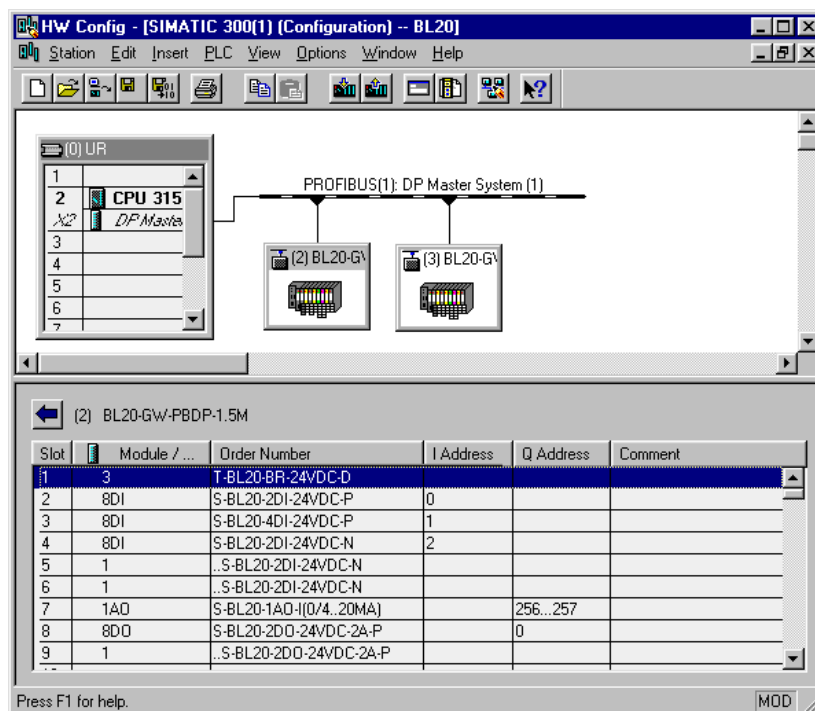 HW Config - [SIMATIC 300(1) (Configuration) -- BL20]
Station Edit Insert PLC View Options Window Help
(0) UR
1
2 CPU 315
X2 DP Maste
3
4
5
6
7
PROFIBUS(1): DP Master System (1)
(2) BL20-GV
(3) BL20-GV
(2) BL20-GW-PBDP-1.5M
Slot Module / ... Order Number I Address Q Address Comment
1 3 T-BL20-BR-24VDC-D
2 8DI S-BL20-2DI-24VDC-P 0
3 8DI S-BL20-4DI-24VDC-P 1
4 8DI S-BL20-2DI-24VDC-N 2
5 1 ..S-BL20-2DI-24VDC-N
6 1 ..S-BL20-2DI-24VDC-N
7 1AO S-BL20-1AO-I(0/4..20MA) 256...257
8 8DO S-BL20-2DO-24VDC-2A-P 0
9 1 ..S-BL20-2DO-24VDC-2A-P
Press F1 for help. MOD